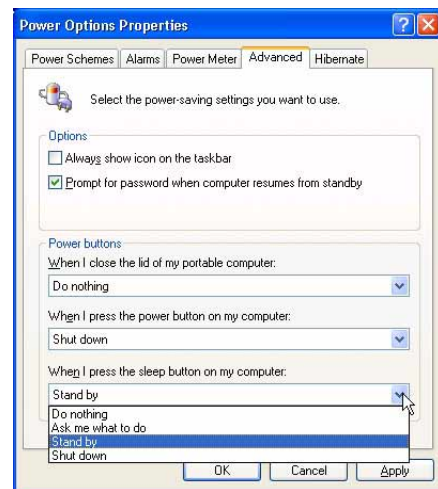 Power Options Properties
Power Schemes Alarms Power Meter Advanced Hibernate
Select the power-saving settings you want to use.
Options
Always show icon on the taskbar
Prompt for password when computer resumes from standby
Power buttons
When I close the lid of my portable computer:
Do nothing
When I press the power button on my computer:
Shut down
When I press the sleep button on my computer:
Stand by
Do nothing
Ask me what to do
Stand by
Shut down
OK Cancel Apply